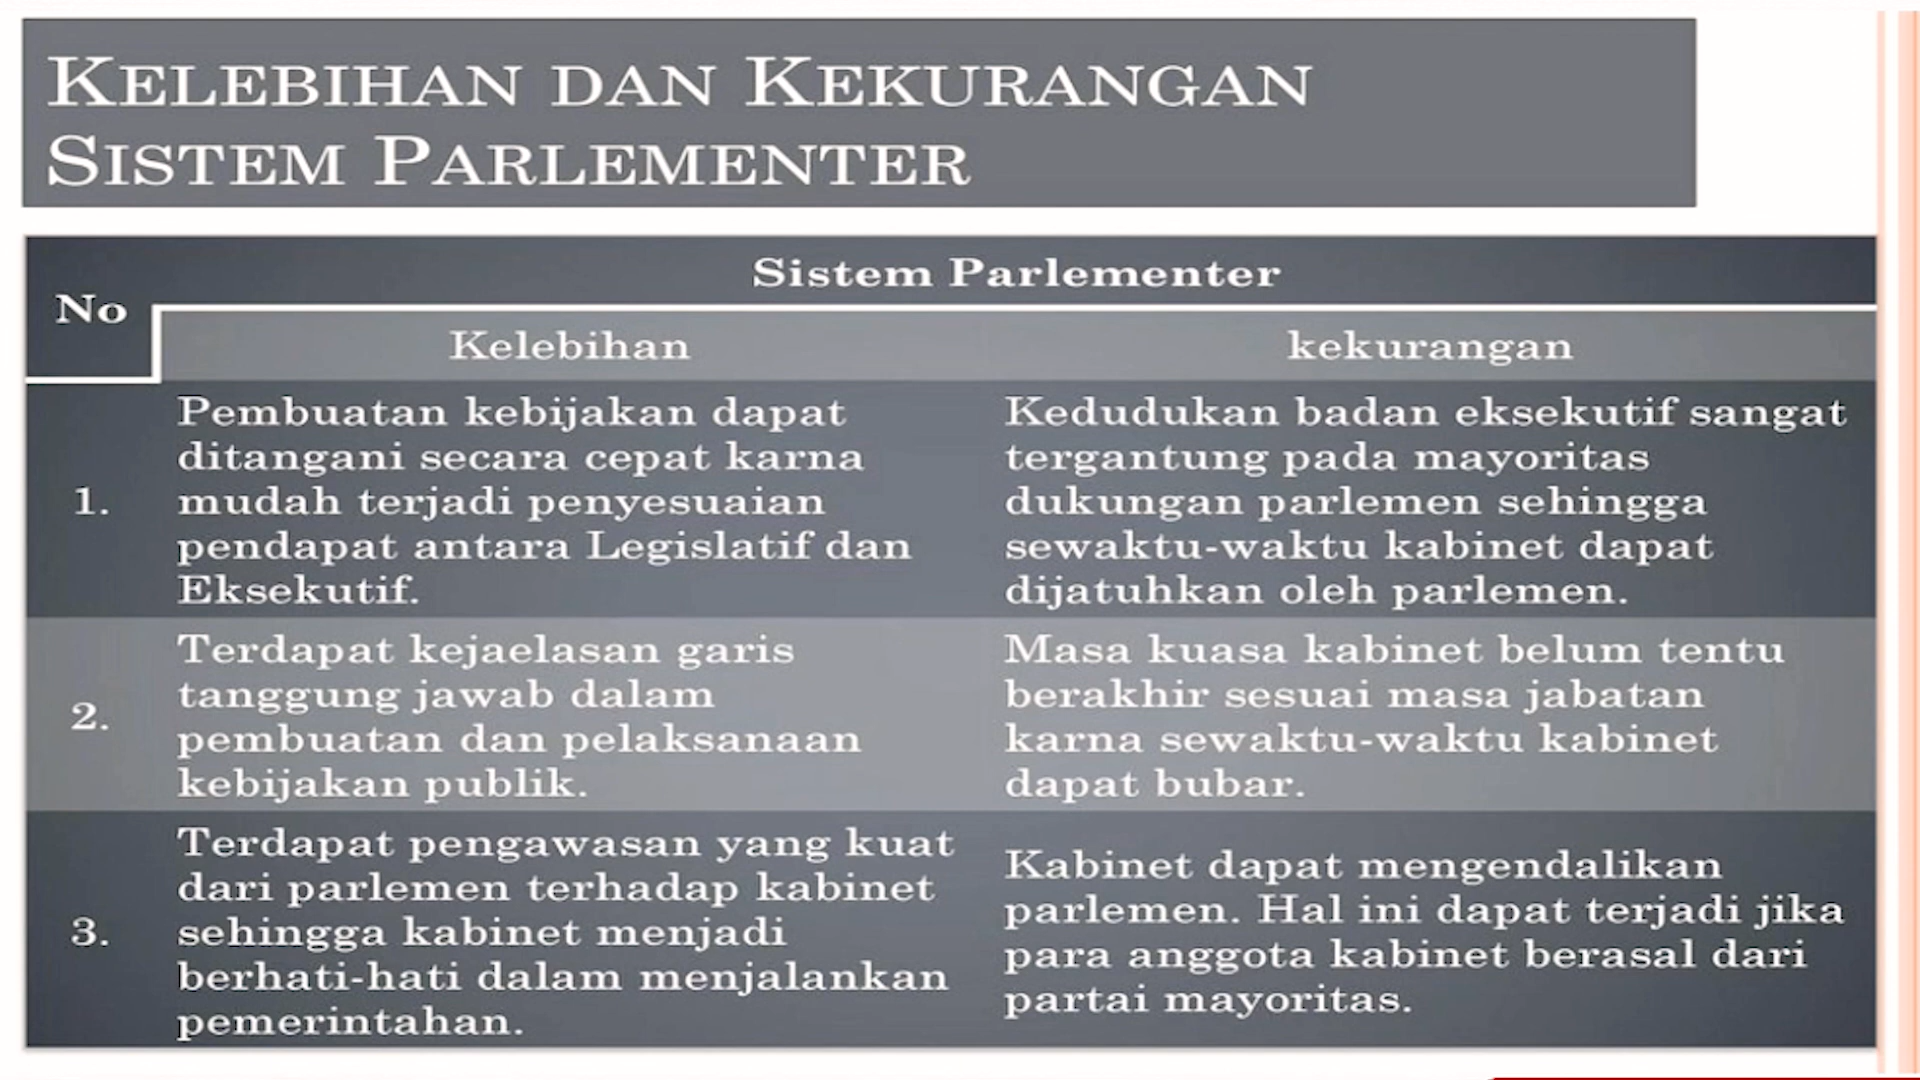 KELEBIHAN DAN KEKURANGAN
SISTEM PARLEMENTER
No
Sistem Parlementer
Kelebihan
kekurangan
1.
Pembuatan kebijakan dapat
ditangani secara cepat karna
mudah terjadi penyesuaian
pendapat antara Legislatif dan
Eksekutif.
Kedudukan badan eksekutif sangat
tergantung pada mayoritas
dukungan parlemen sehingga
sewaktu-waktu kabinet dapat
dijatuhkan oleh parlemen.
2.
Terdapat kejaelasan garis
tanggung jawab dalam
pembuatan dan pelaksanaan
kebijakan publik.
Masa kuasa kabinet belum tentu
berakhir sesuai masa jabatan
karna sewaktu-waktu kabinet
dapat bubar.
3.
Terdapat pengawasan yang kuat
dari parlemen terhadap kabinet
sehingga kabinet menjadi
berhati-hati dalam menjalankan
pemerintahan.
Kabinet dapat mengendalikan
parlemen. Hal ini dapat terjadi jika
para anggota kabinet berasal dari
partai mayoritas.